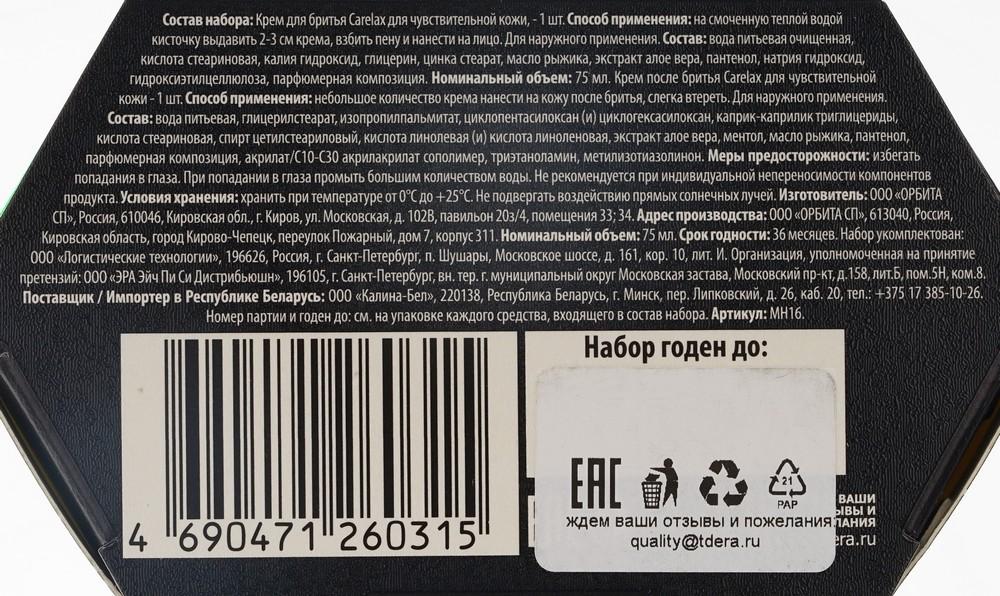 Состав набора: Крем для бритья Carelax для чувствительной кожи, - 1 шт. Способ применения: на смоченную теплой водой
кисточку выдавить 2-3 см крема, взбить пену и нанести на лицо. Для наружного применения. Состав: вода питьевая очищенная,
кислота стеариновая, калия гидроксид, глицерин, цинка стеарат, масло рыжика, экстракт алое вера, пантенол, натрия гидроксид,
гидроксиэтилцеллюлоза, парфюмерная композиция. Номинальный объем: 75 мл. Крем после бритья Carelax для чувствительной
кожи - 1 шт. Способ применения: небольшое количество крема нанести на кожу после бритья, слегка втереть. Для наружного применения.
Состав: вода питьевая, глицерилстеарат, изопропилпальмитат, циклопентасилоксан (и) циклогексасилоксан, каприк-каприлик триглицериды,
кислота стеариновая, спирт цетилстеариловый, кислота линолевая (и) кислота линоленовая, экстракт алое вера, ментол, масло рыжика, пантенол,
парфюмерная композиция, акрилат/С10-С30 акрилакрилат сополимер, триэтаноламин, метилизотиазолинон. Меры предосторожности: избегать
попадания в глаза. При попадании в глаза промыть большим количеством воды. Не рекомендуется при индивидуальной непереносимости компонентов
продукта. Условия хранения: хранить при температуре от 0°С до +25°С. Не подвергать воздействию прямых солнечных лучей. Изготовитель: ООО «ОРБИТА
СП», Россия, 610046, Кировская обл., г. Киров, ул. Московская, д. 102В, павильон 20з/4, помещения 33; 34. Адрес производства: ООО «ОРБИТА СП», 613040, Россия,
Кировская область, город Кирово-Чепецк, переулок Пожарный, дом 7, корпус 311. Номинальный объем: 75 мл. Срок годности: 36 месяцев. Набор укомплектован:
ООО «Логистические технологии», 196626, Россия, г. Санкт-Петербург, п. Шушары, Московское шоссе, д. 161, кор. 10, лит. И. Организация, уполномоченная на принятие
претензий: ООО «ЭРА Эйч Пи Си Дистрибьюшн», 196105, г. Санкт-Петербург, вн. тер. г. муниципальный округ Московская застава, Московский пр-кт, д.158, лит.Б, пом.5Н, ком.8.
Поставщик / Импортер в Республике Беларусь: ООО «Калина-Бел», 220138, Республика Беларусь, г. Минск, пер. Липковский, д. 26, каб. 20, тел.: +375 17 385-10-26.
Номер партии и годен до: см. на упаковке каждого средства, входящего в состав набора. Артикул: МН16.
Набор годен до:
EAC
21
PAP
ждем ваши отзывы и пожелания
quality@tdera.ru
ВАШИ
ЫВЫ И
ЛАНИЯ
era.ru
4 690471 260315